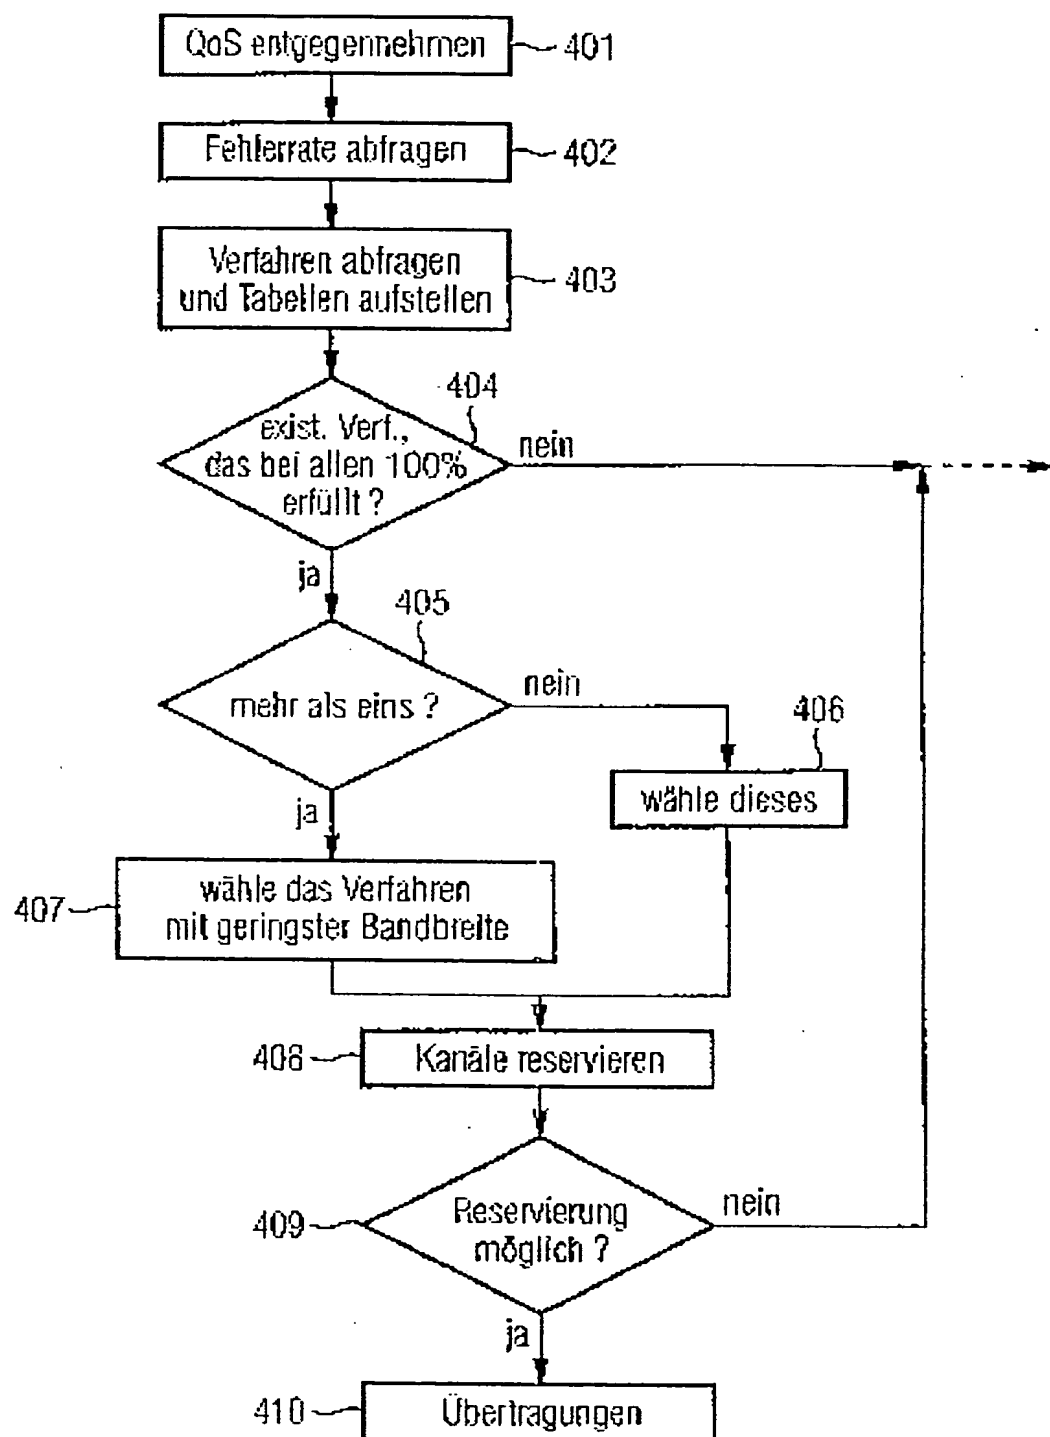 QoS entgegennehmen
401
Fehlerrate abfragen
402
Verfahren abfragen
und Tabellen aufstellen
403
404
exist. Verf.,
das bei allen 100%
erfüllt ?
nein
ja
405
mehr als eins ?
nein
406
wähle dieses
ja
407
wähle das Verfahren
mit geringster Bandbreite
408
Kanäle reservieren
409
Reservierung
möglich ?
nein
ja
410
Übertragungen